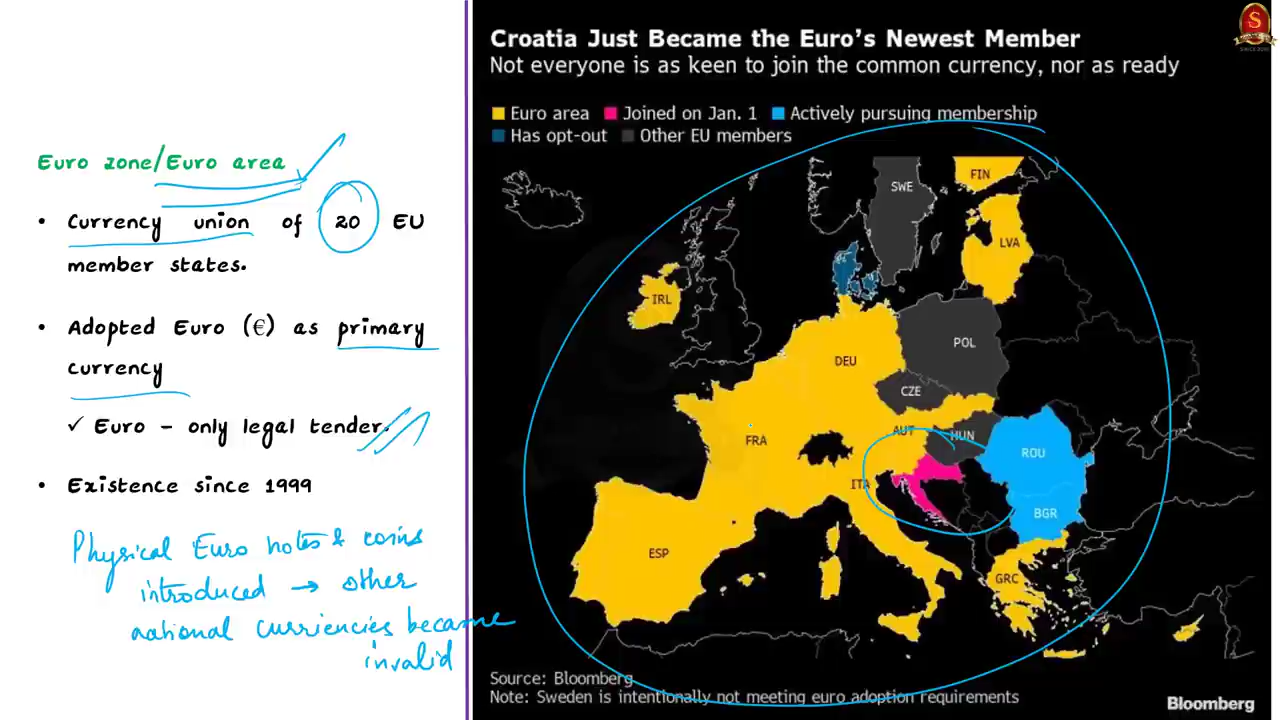 Euro zone/Euro area
• Currency union of 20 EU
member states.
• Adopted Euro (€) as primary
currency
✓ Euro - only legal tender.
• Existence since 1999
Physical Euro notes & coins
introduced → other
national curriencies became
invalid
Croatia Just Became the Euro's Newest Member
Not everyone is as keen to join the common currency, nor as ready
Euro area Joined on Jan. 1 Actively pursuing membership
Has opt-out Other EU members
FIN
SWE
LVA
IRL
POL
DEU
CZE
AUT
HUN
FRA
ROU
ITA
BGR
ESP
GRC
Source: Bloomberg
Note: Sweden is intentionally not meeting euro adoption requirements
Bloomberg
S